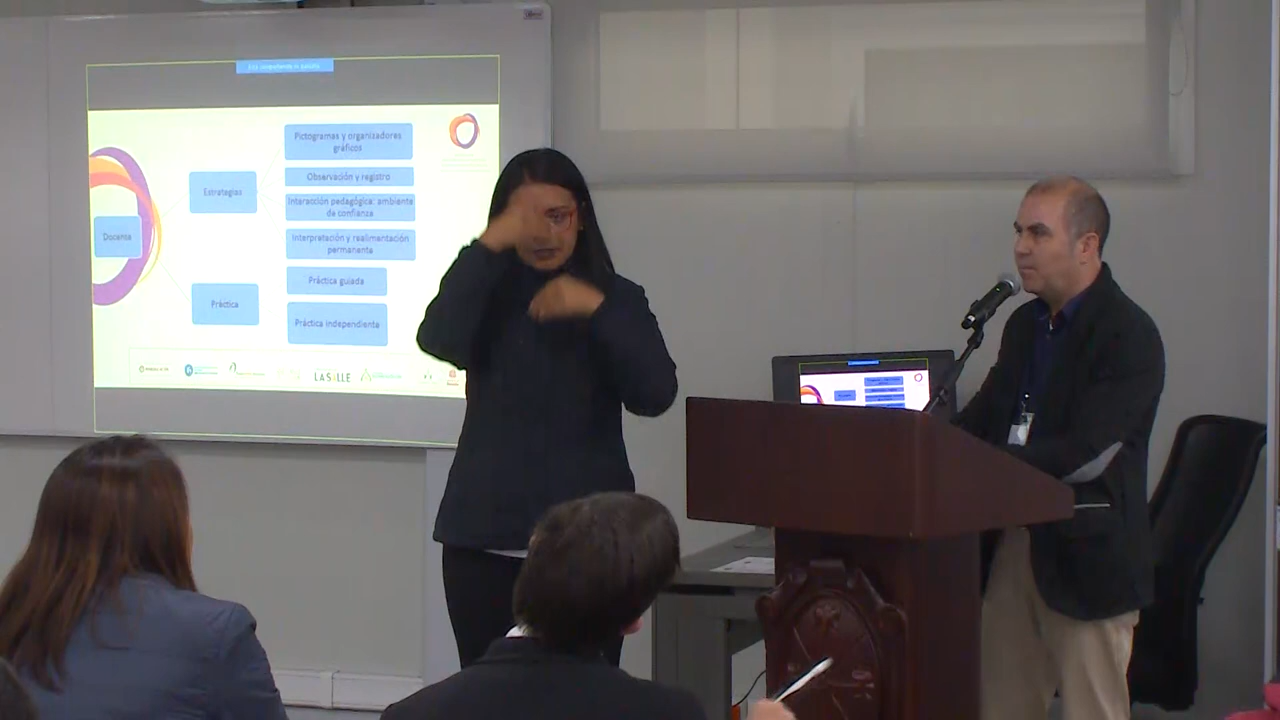 Pictogramas y organizadores
gráficos
Estrategias
Observación y registro
Interacción pedagógica: ambiente
de confianza
Docente
Interpretación y realimentación
permanente
Práctica guiada
Práctica
Práctica independiente
LASALLE